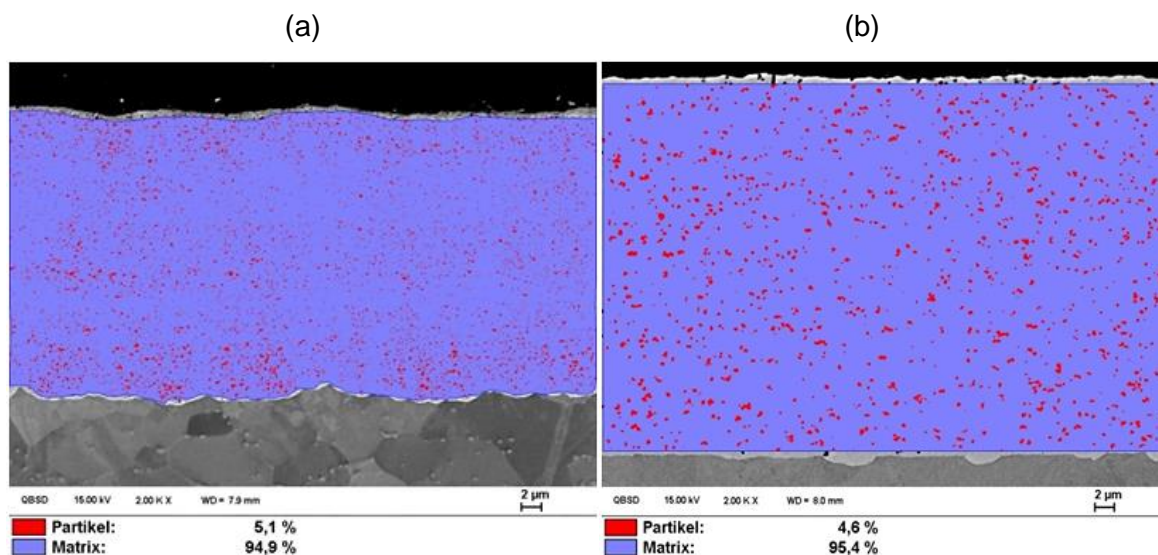 (a)
(b)
QBSD 15.00 kV 2.00 K X WD = 7.9 mm 2 µm
Partikel: 5,1 %
Matrix: 94,9 %
QBSD 15.00 kV 2.00 K X WD = 8.0 mm 2 µm
Partikel: 4,6 %
Matrix: 95,4 %